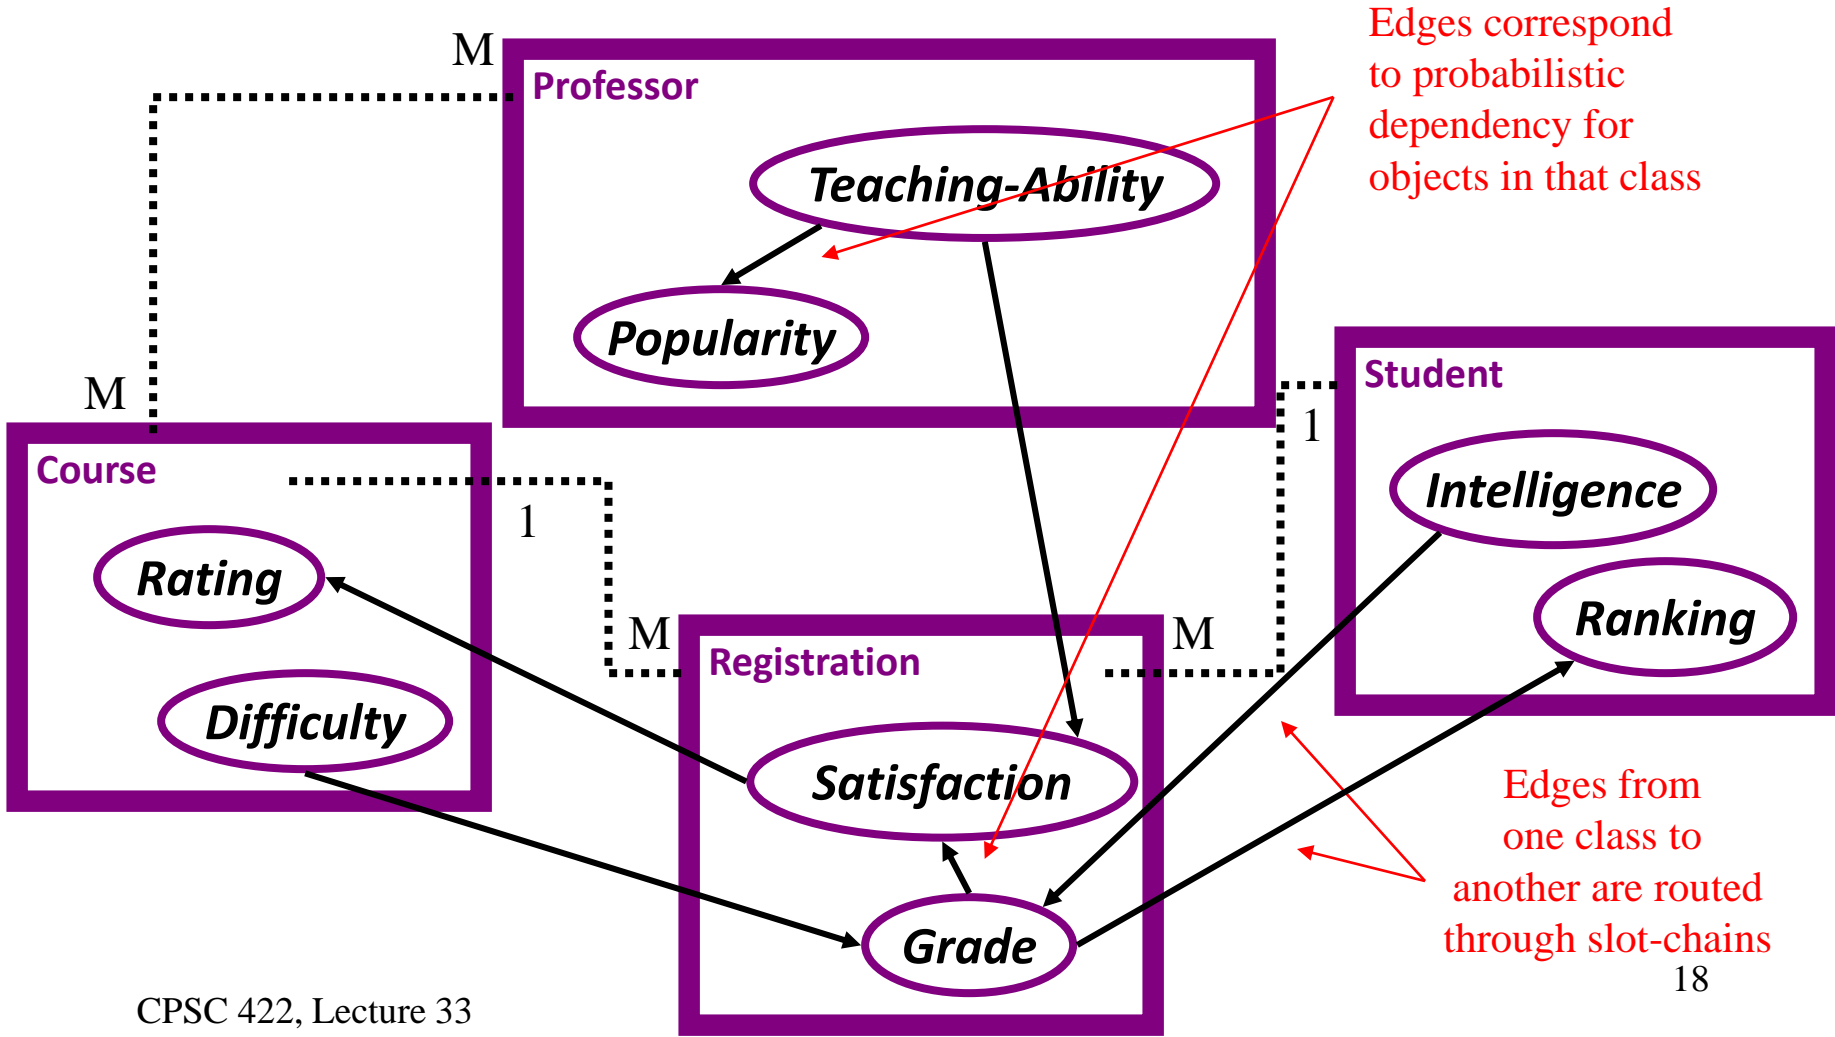 Edges correspond
to probabilistic
dependency for
objects in that class
M
Professor
Teaching-Ability
Popularity
M
Student
1
Intelligence
Ranking
Course
1
Rating
Difficulty
M
M
Registration
Satisfaction
Grade
Edges from
one class to
another are routed
through slot-chains
18
CPSC 422, Lecture 33